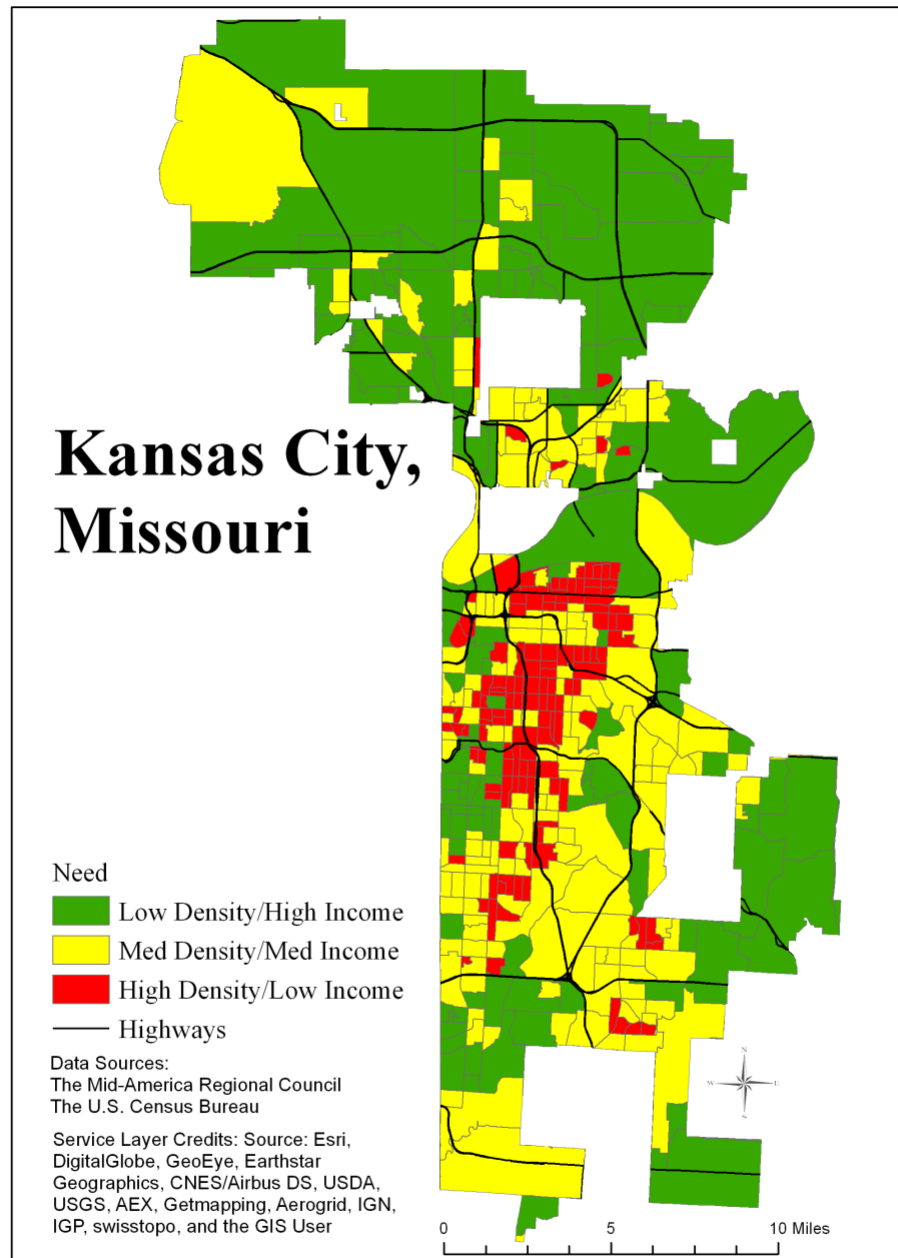 Kansas City,
Missouri
Need
Low Density/High Income
Med Density/Med Income
High Density/Low Income
Highways
Data Sources:
The Mid-America Regional Council
The U.S. Census Bureau
Service Layer Credits: Source: Esri,
DigitalGlobe, GeoEye, Earthstar
Geographics, CNES/Airbus DS, USDA,
USGS, AEX, Getmapping, Aerogrid, IGN,
IGP, swisstopo, and the GIS User
N
W E
S
0 5 10 Miles